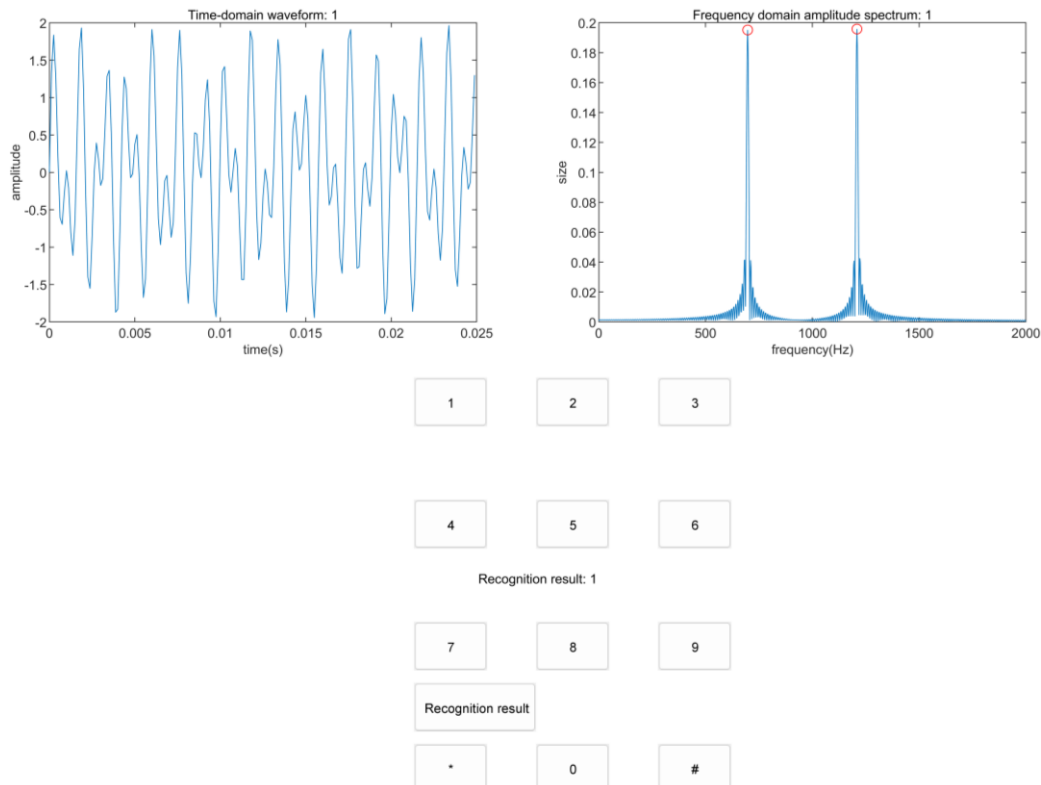 Time-domain waveform: 1
2
1.5
1
0.5
0
-0.5
-1
-1.5
-2
amplitude
0 0.005 0.01 0.015 0.02 0.025
time(s)
Frequency domain amplitude spectrum: 1
0.2
0.18
0.16
0.14
0.12
0.1
0.08
0.06
0.04
0.02
0
size
500 1000 1500 2000
frequency(Hz)
1 2 3
4 5 6
Recognition result: 1
7 8 9
Recognition result
* 0 #